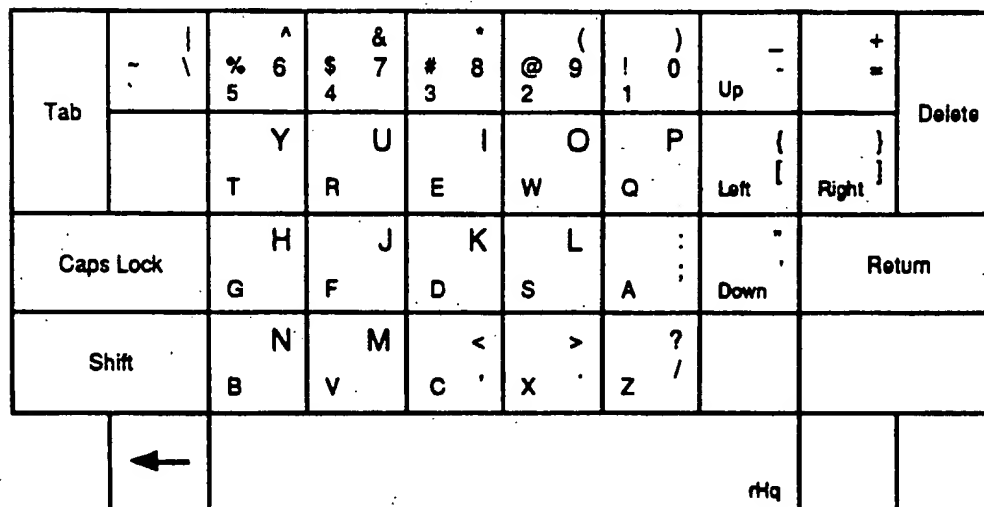 Tab
| ~ \ `
^ % 6 5
& $ 7 4
* # 8 3
( @ 9 2
) ! 0 1
_ - Up
+ =
Delete
Y T
U R
I E
O W
P Q
{ [ Left
} ] Right
Caps Lock
H G
J F
K D
L S
: ; A
" ' Down
Return
Shift
N B
M V
< , C
> . X
? / Z
rHq